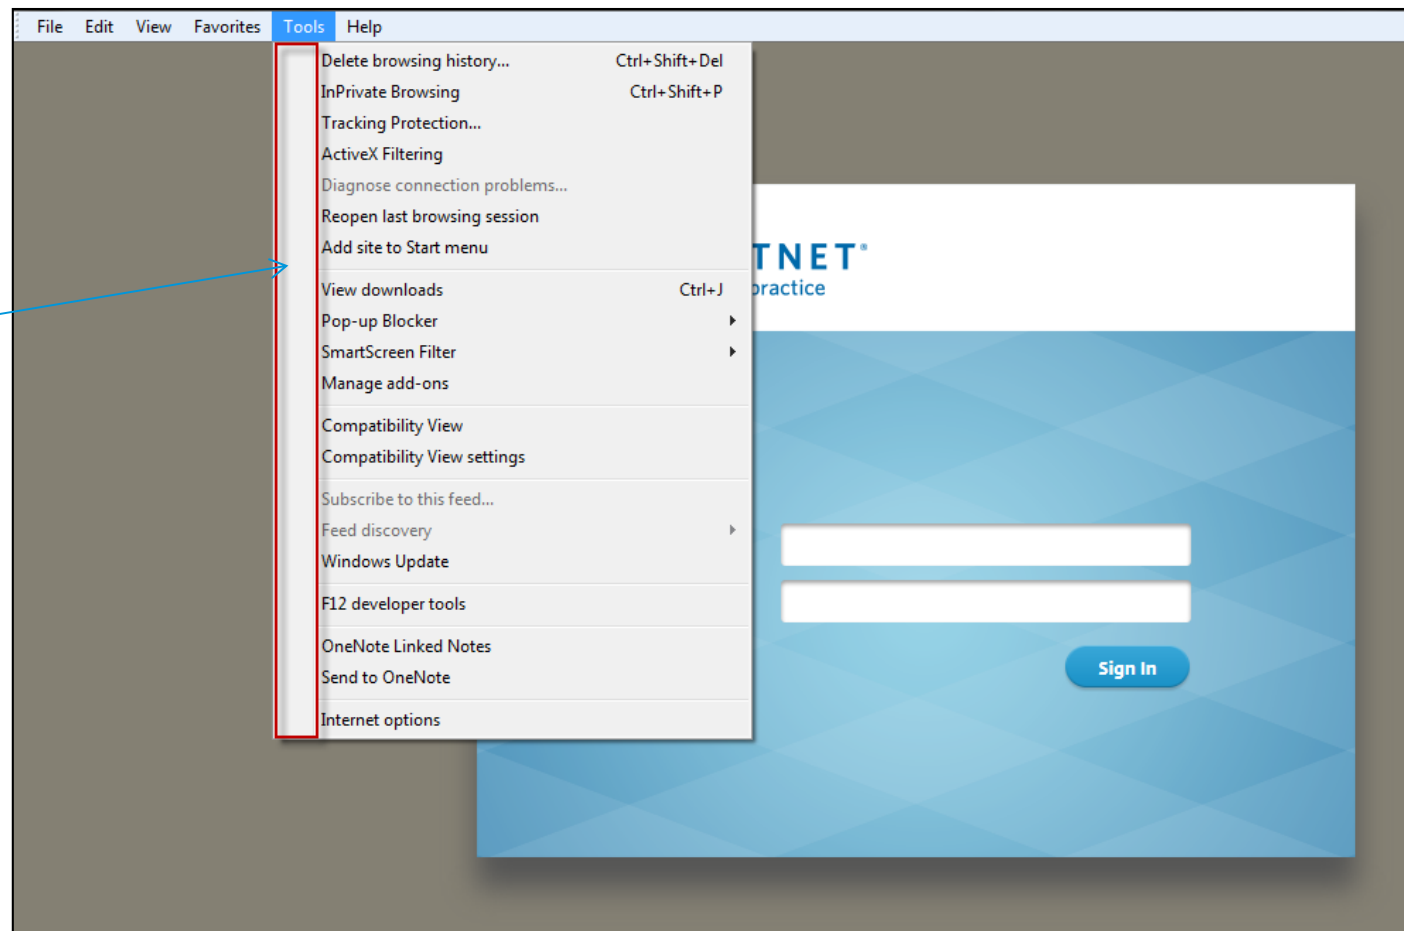 File Edit View Favorites Tools Help
Delete browsing history... Ctrl+Shift+Del
InPrivate Browsing Ctrl+Shift+P
Tracking Protection...
ActiveX Filtering
Diagnose connection problems...
Reopen last browsing session
Add site to Start menu
View downloads Ctrl+J
Pop-up Blocker
SmartScreen Filter
Manage add-ons
Compatibility View
Compatibility View settings
Subscribe to this feed...
Feed discovery
Windows Update
F12 developer tools
OneNote Linked Notes
Send to OneNote
Internet options
TNET®
practice
Sign In